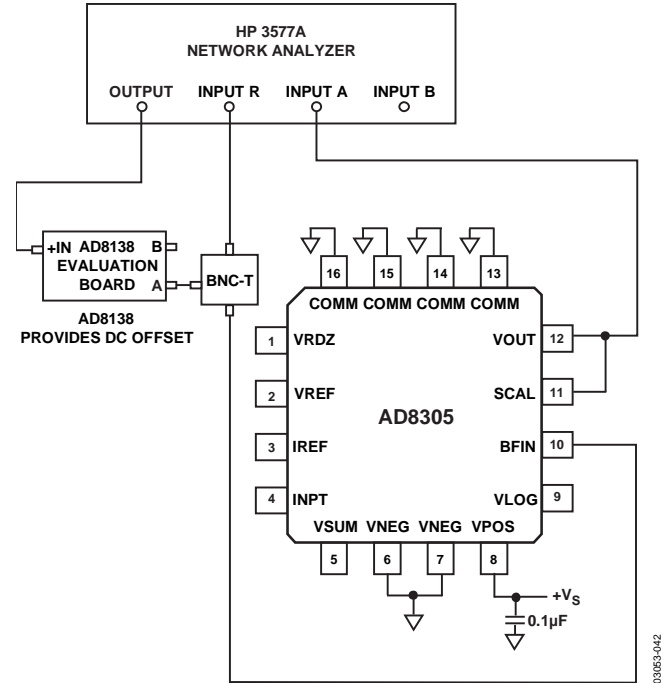 HP 3577A
NETWORK ANALYZER
OUTPUT INPUT R INPUT A INPUT B
+IN AD8138 B
EVALUATION
BOARD A
BNC-T
AD8138
PROVIDES DC OFFSET
16 15 14 13
COMM COMM COMM COMM
1 VRDZ
VOUT 12
2 VREF
SCAL 11
AD8305
3 IREF
BFIN 10
4 INPT
VLOG 9
VSUM VNEG VNEG VPOS
5 6 7 8
+VS
0.1µF
03053-042